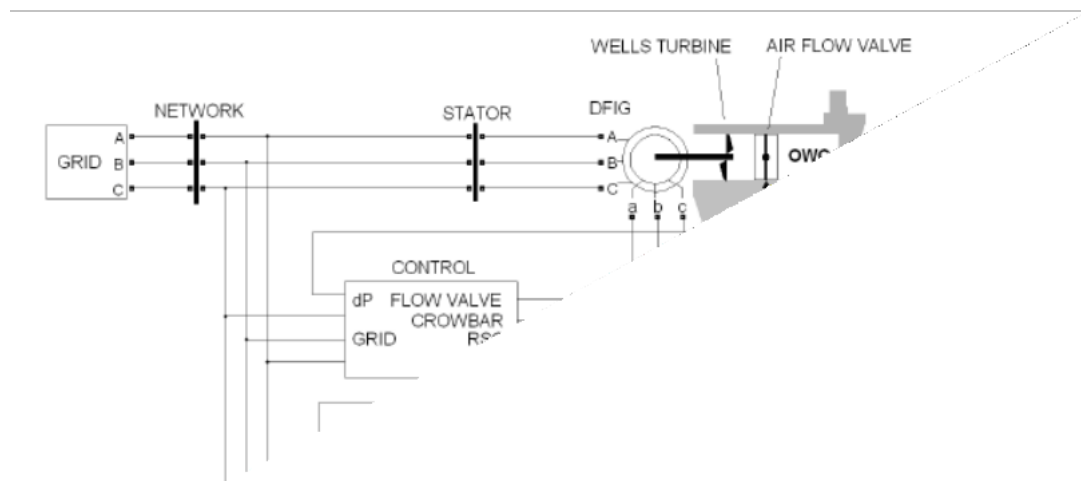 WELLS TURBINE AIR FLOW VALVE
NETWORK STATOR DFIG
A A
GRID B B
C C
a b c
CONTROL
dP FLOW VALVE
CROWBAR
GRID